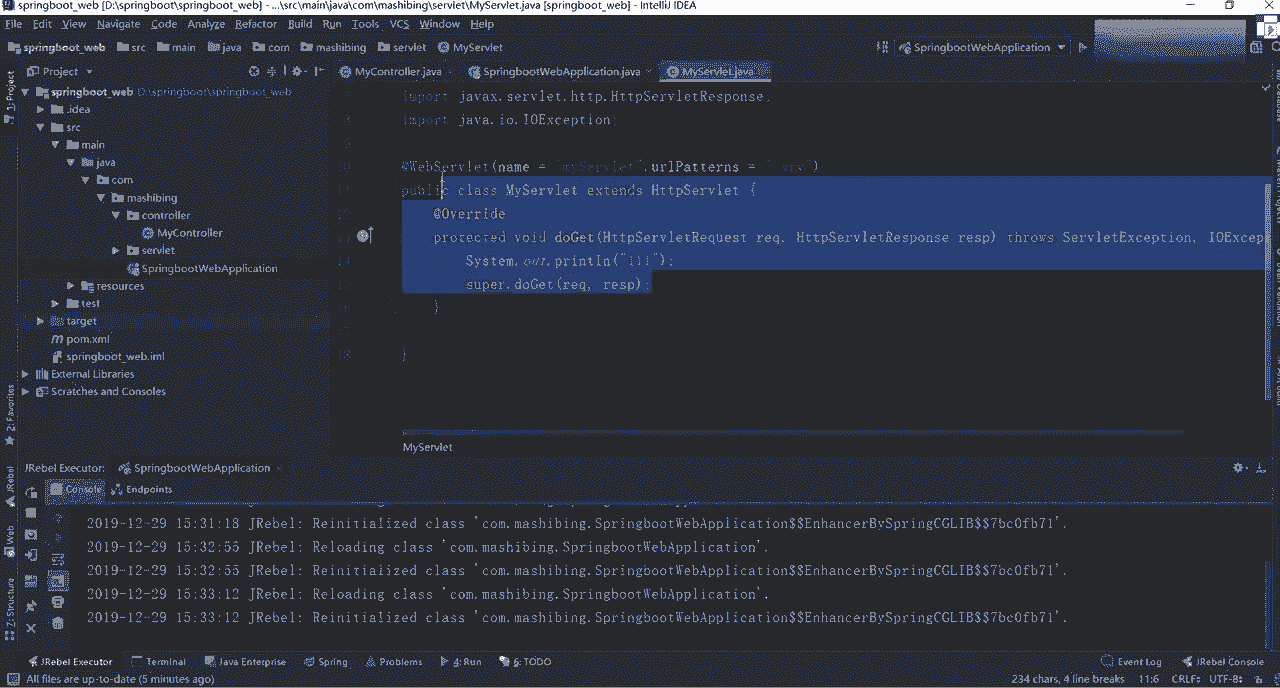 springboot_web [D:\springboot\springboot_web] - ...\src\main\java\com\mashibing\servlet\MyServlet.java [springboot_web] - IntelliJ IDEA
File Edit View Navigate Code Analyze Refactor Build Run Tools VCS Window Help
springboot_web src main java com mashibing servlet MyServlet SpringbootWebApplication
Project MyController.java SpringbootWebApplication.java MyServlet.java
1: Project
springboot_web D:\springboot\springboot_web
.idea
src
main
java
com
mashibing
controller
MyController
servlet
SpringbootWebApplication
resources
test
target
pom.xml
springboot_web.iml
External Libraries
Scratches and Consoles
import javax.servlet.http.HttpServletResponse;
import java.io.IOException;
@WebServlet(name = "myServlet",urlPatterns = "/srv")
public class MyServlet extends HttpServlet {
@Override
protected void doGet(HttpServletRequest req, HttpServletResponse resp) throws ServletException, IOExcep
System.out.println("111");
super.doGet(req, resp);
}
}
MyServlet
2: Favorites
JRebel
Web
Z: Structure
JRebel Executor: SpringbootWebApplication
Console Endpoints
2019-12-29 15:31:18 JRebel: Reinitialized class 'com.mashibing.SpringbootWebApplication$$EnhancerBySpringCGLIB$$7bc0fb71'.
2019-12-29 15:32:55 JRebel: Reloading class 'com.mashibing.SpringbootWebApplication'.
2019-12-29 15:32:55 JRebel: Reinitialized class 'com.mashibing.SpringbootWebApplication$$EnhancerBySpringCGLIB$$7bc0fb71'.
2019-12-29 15:33:12 JRebel: Reloading class 'com.mashibing.SpringbootWebApplication'.
2019-12-29 15:33:12 JRebel: Reinitialized class 'com.mashibing.SpringbootWebApplication$$EnhancerBySpringCGLIB$$7bc0fb71'.
JRebel Executor Terminal Java Enterprise Spring Problems 4: Run 6: TODO Event Log JRebel Console
All files are up-to-date (5 minutes ago) 234 chars, 4 line breaks 11:6 CRLF UTF-8